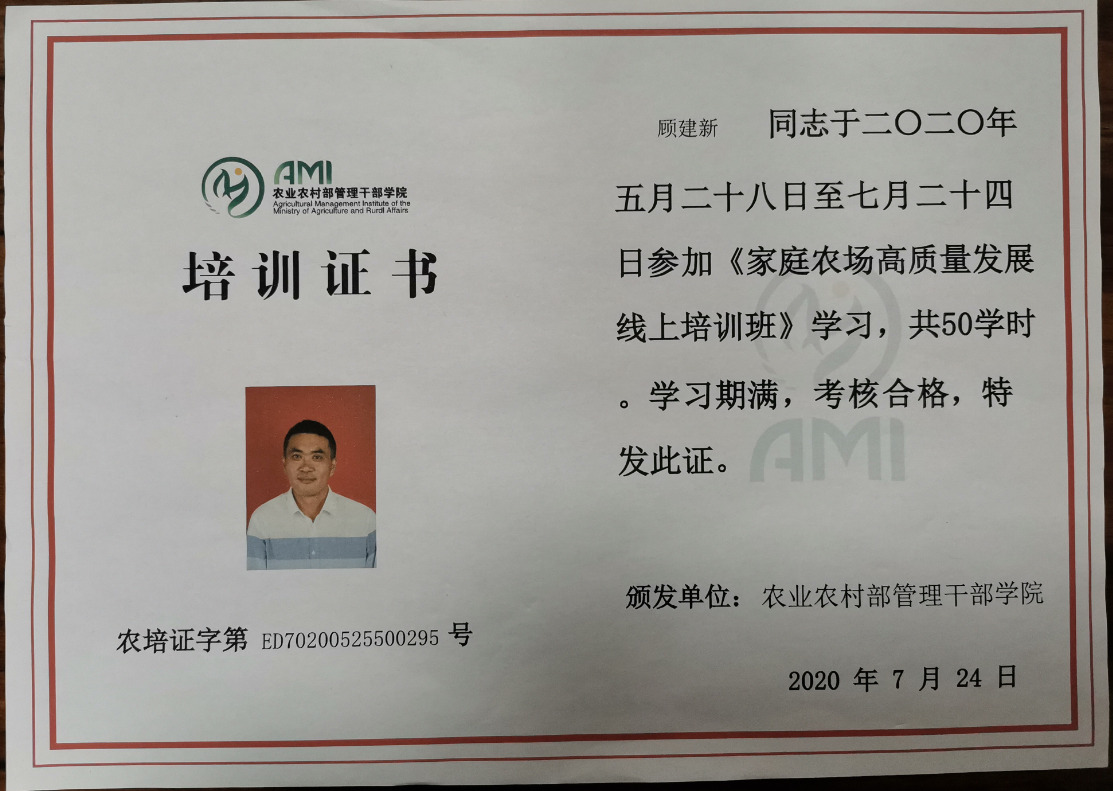 AMI
农业农村部管理干部学院
Agricultural Management Institute of the
Ministry of Agriculture and Rural Affairs
培训证书
农培证字第 ED70200525500295 号
顾建新 同志于二〇二〇年
五月二十八日至七月二十四
日参加《家庭农场高质量发展
线上培训班》学习，共50学时
。学习期满，考核合格，特
发此证。
AMI
颁发单位：农业农村部管理干部学院
2020 年 7 月 24 日